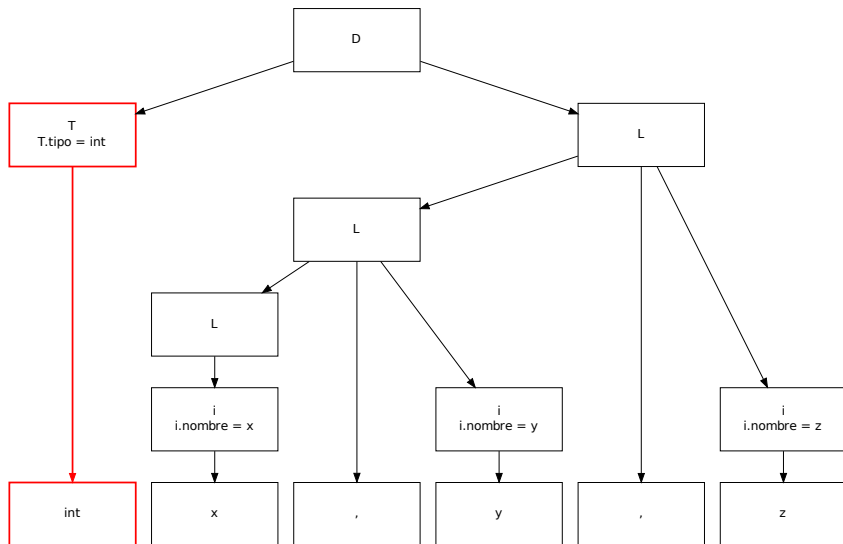 D
T
T.tipo = int
L
L
L
i
i.nombre = x
i
i.nombre = y
i
i.nombre = z
int
x
,
y
,
z